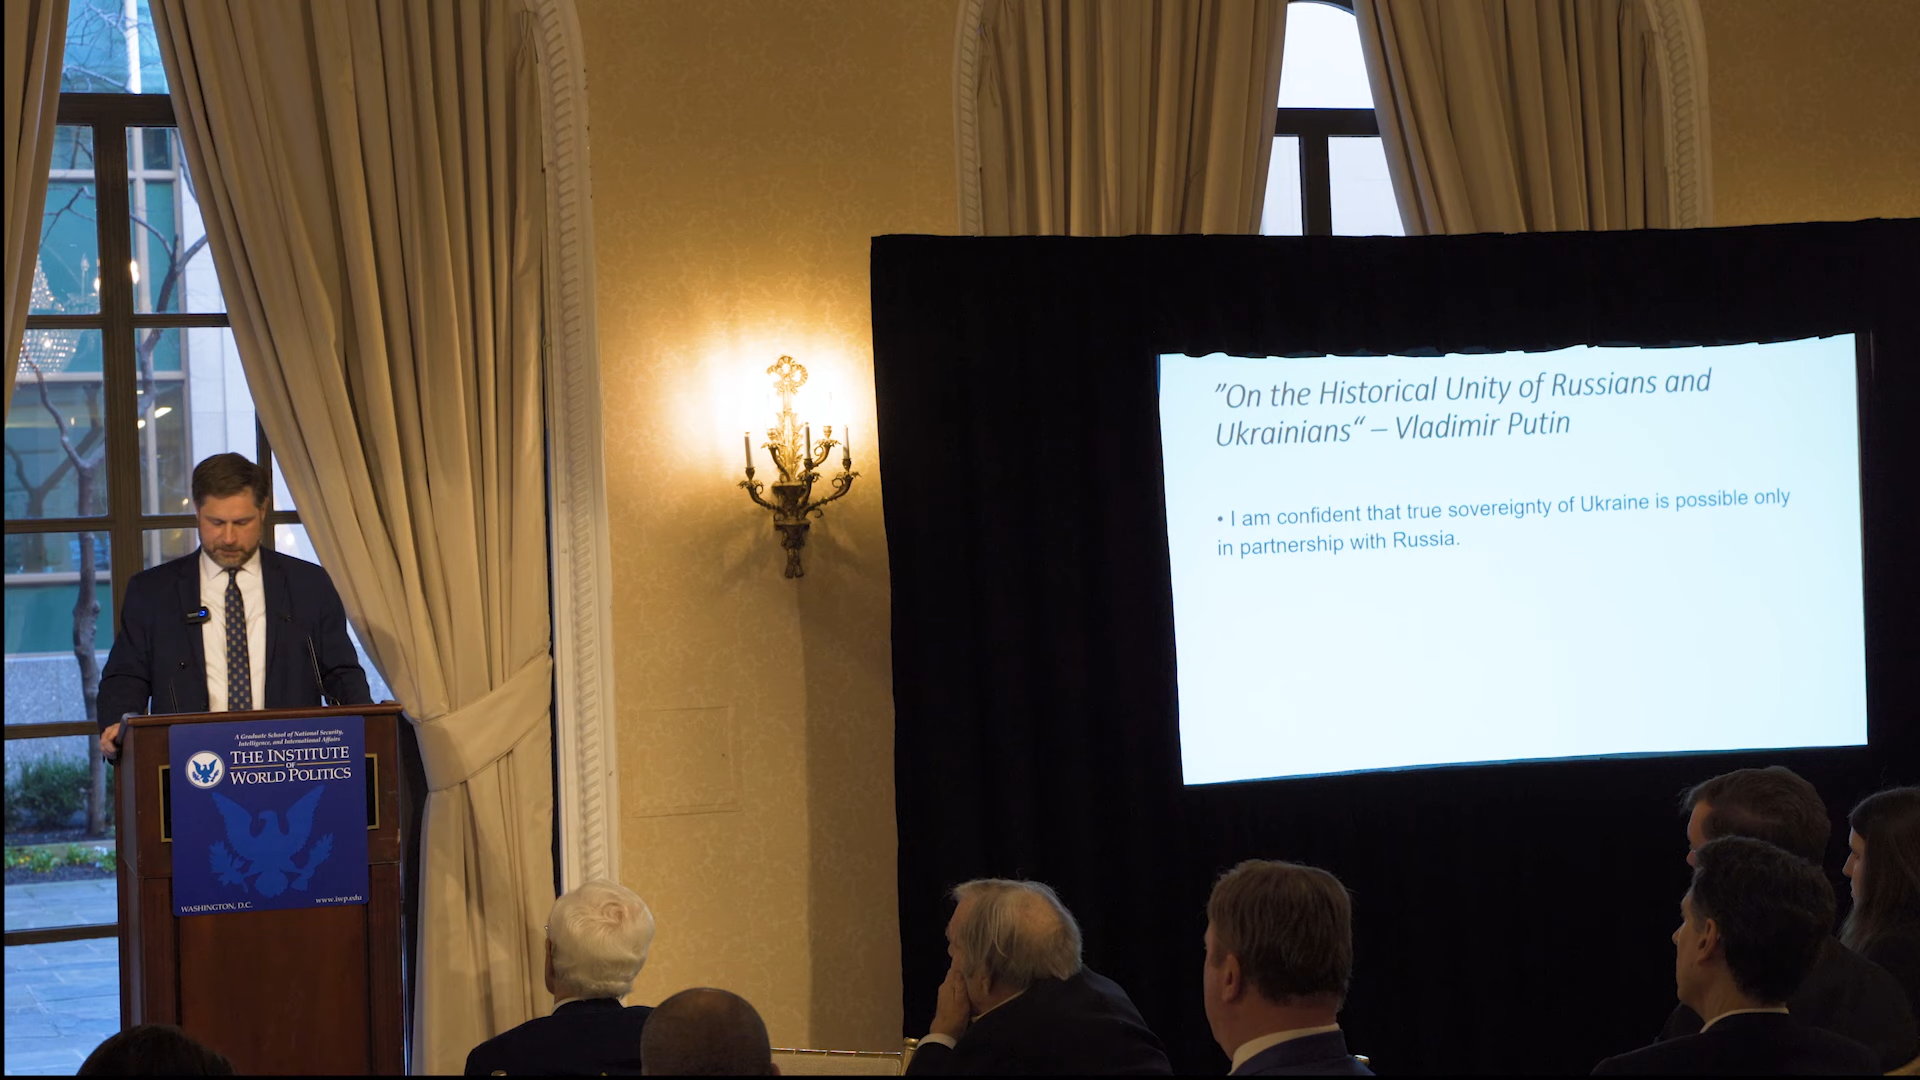 ”On the Historical Unity of Russians and
Ukrainians“ – Vladimir Putin
• I am confident that true sovereignty of Ukraine is possible only
in partnership with Russia.
A Graduate School of National Security,
Intelligence, and International Affairs
THE INSTITUTE
OF
WORLD POLITICS
WASHINGTON, D.C.
www.iwp.edu